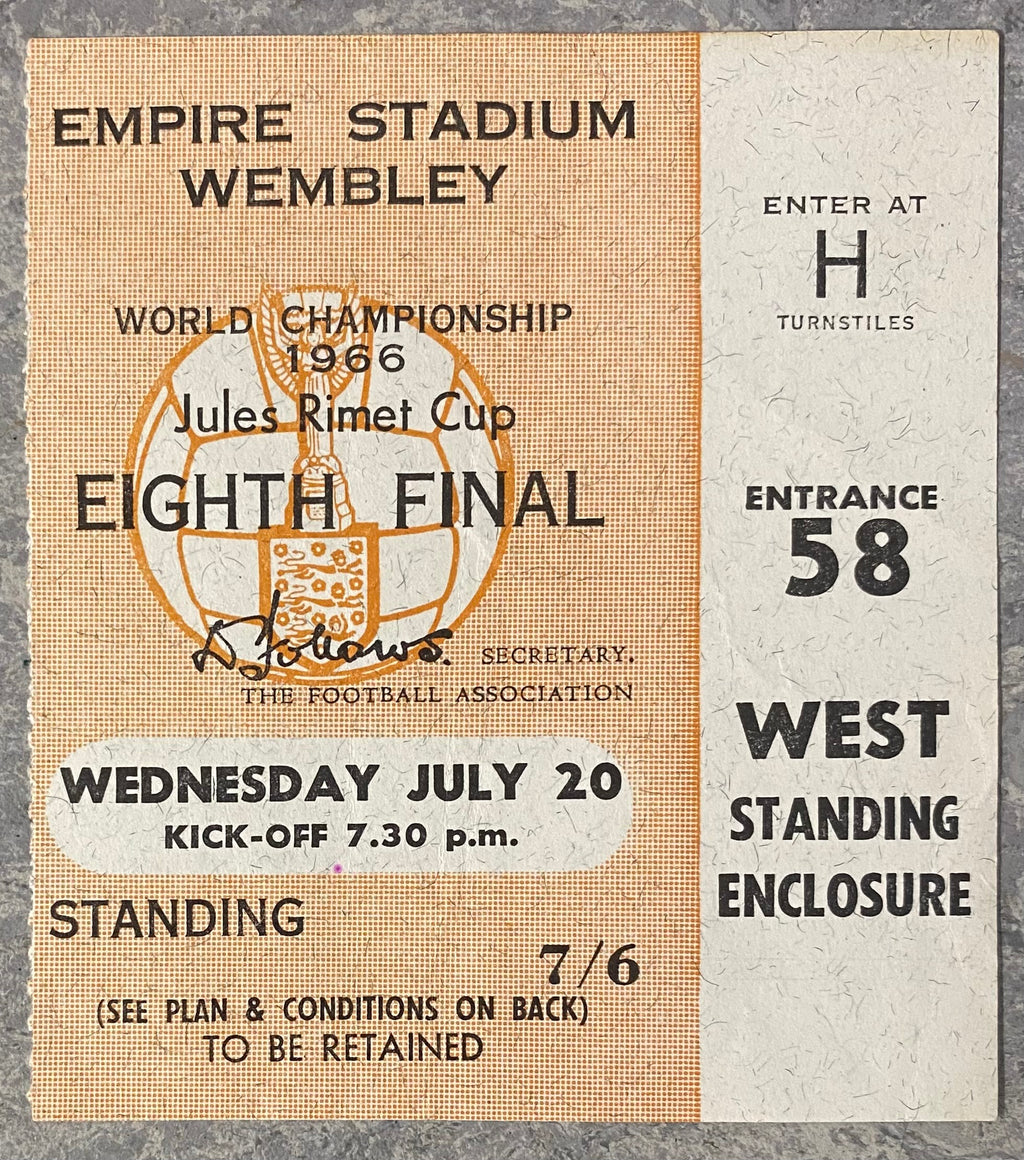 EMPIRE STADIUM
WEMBLEY
WORLD CHAMPIONSHIP
1966
Jules Rimet Cup
EIGHTH FINAL
D Follows. SECRETARY.
THE FOOTBALL ASSOCIATION
WEDNESDAY JULY 20
KICK-OFF 7.30 p.m.
STANDING
7/6
(SEE PLAN & CONDITIONS ON BACK)
TO BE RETAINED
ENTER AT
H
TURNSTILES
ENTRANCE
58
WEST
STANDING
ENCLOSURE